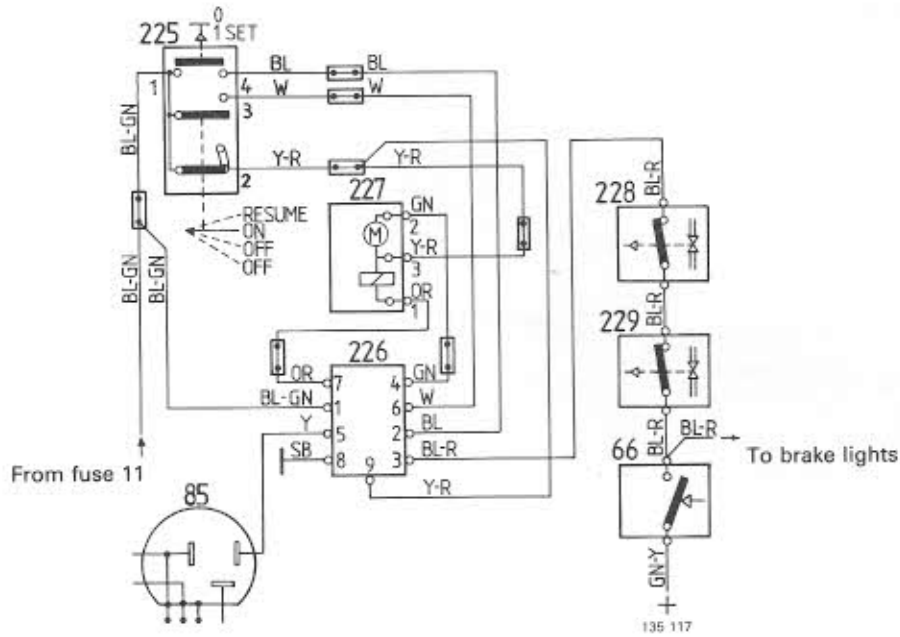 0
225
1 SET
BL
BL
1
4
W
W
3
BL-GN
2
Y-R
Y-R
BL-R
227
GN
228
RESUME
2
ON
M
Y-R
OFF
3
OFF
BL-GN
BL-GN
OR
1
BL-R
229
226
OR
7
4
GN
BL-GN
1
6
W
Y
5
2
BL
BL-R
BL-R
SB
8
9
3
BL-R
66
To brake lights
From fuse 11
Y-R
85
GN-Y
135 117